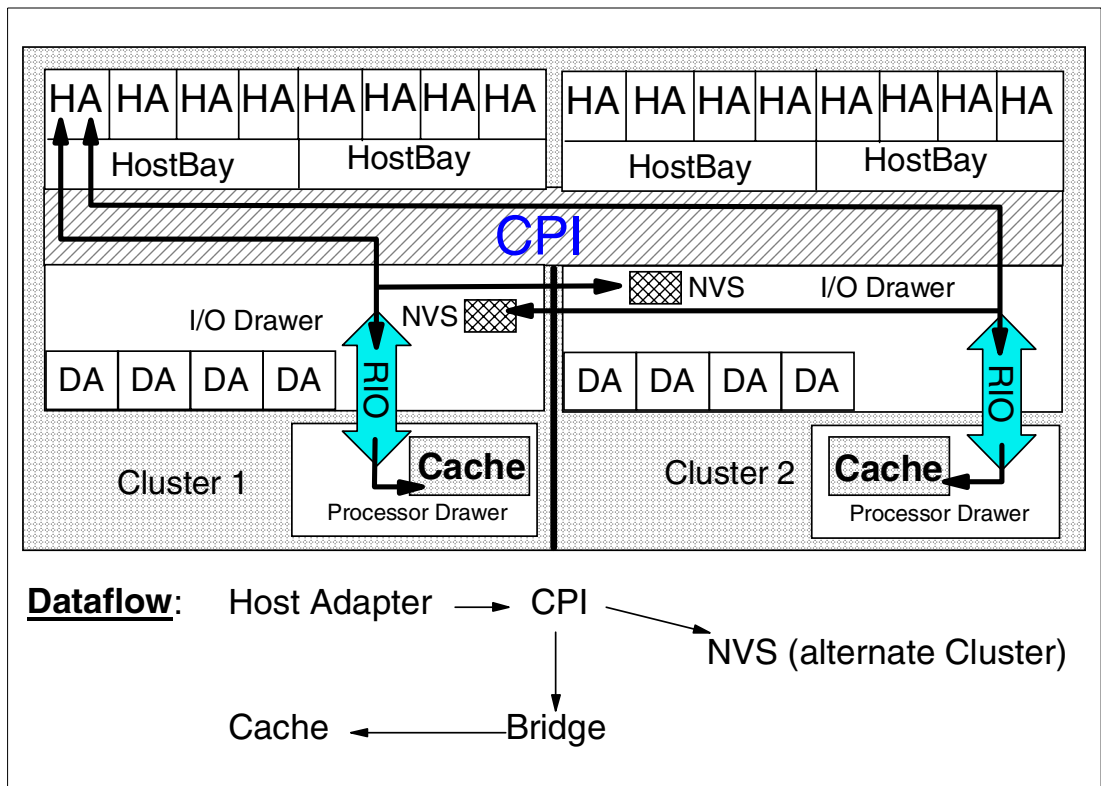 HA HA HA HA HA HA HA HA HA HA HA HA HA HA HA HA
HostBay HostBay HostBay HostBay
CPI
NVS I/O Drawer
I/O Drawer NVS
DA DA DA DA RIO DA DA DA DA RIO
Cache Cache
Cluster 1 Cluster 2
Processor Drawer Processor Drawer
Dataflow: Host Adapter CPI
NVS (alternate Cluster)
Cache Bridge